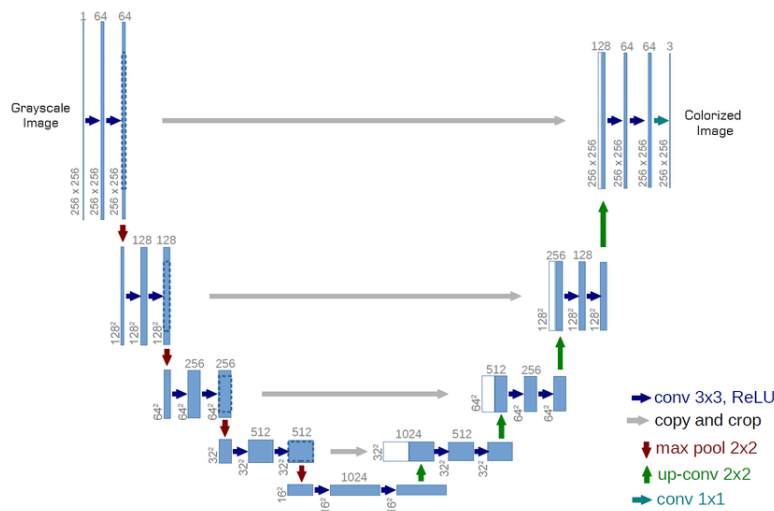 1 64 64
128 64 64 3
Grayscale
Image
Colorized
Image
256 x 256
256 x 256
256 x 256
256 x 256
256 x 256
256 x 256
256 x 256
128 128
256 128
128²
128²
128²
128²
128²
128²
256 256
512 256
64²
64²
64²
64²
64²
64²
512 512
1024 512
32²
32²
32²
32²
32²
32²
1024
16²
16²
16²
conv 3x3, ReLU
copy and crop
max pool 2x2
up-conv 2x2
conv 1x1